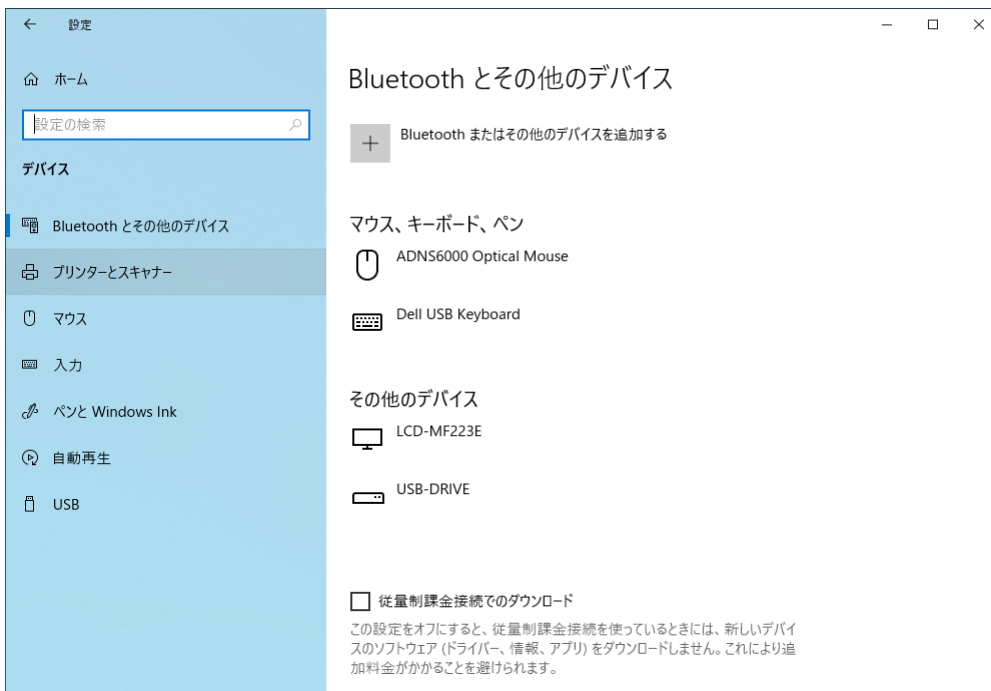 設定
ホーム
設定の検索
デバイス
Bluetooth とその他のデバイス
プリンターとスキャナー
マウス
入力
ペンと Windows Ink
自動再生
USB
Bluetooth とその他のデバイス
Bluetooth またはその他のデバイスを追加する
マウス、キーボード、ペン
ADNS6000 Optical Mouse
Dell USB Keyboard
その他のデバイス
LCD-MF223E
USB-DRIVE
従量制課金接続でのダウンロード
この設定をオフにすると、従量制課金接続を使っているときには、新しいデバイ
スのソフトウェア (ドライバー、情報、アプリ) をダウンロードしません。これにより追
加料金がかかることを避けられます。